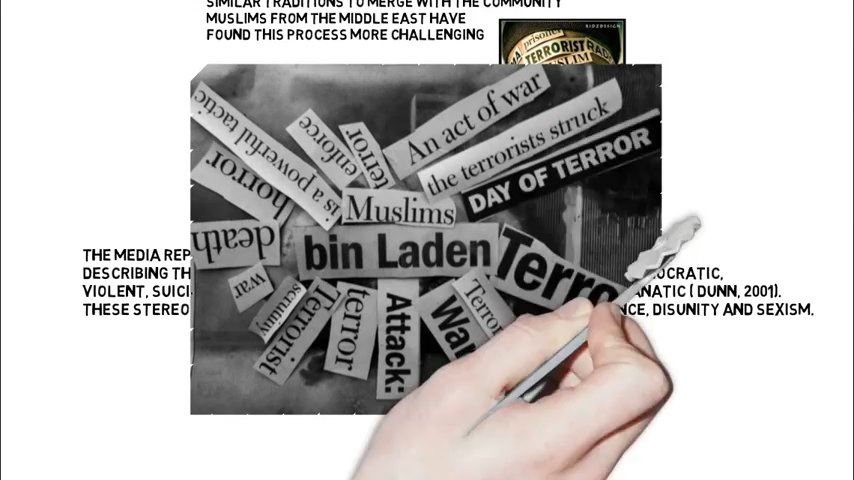 SIMILAR TRADITIONS TO MERGE WITH THE COMMUNITY
MUSLIMS FROM THE MIDDLE EAST HAVE
FOUND THIS PROCESS MORE CHALLENGING
KIDZDESIGN
prisoner
TERRORIST
MUSLIM
is a powerful tactic
enforce
terror
An act of war
the terrorists struck
DAY OF TERROR
horror
Muslims
death
bin Laden
Terro
war
scrutiny
Terrorist
terror
Attack:
War
Terror
THE MEDIA REP
DESCRIBING TH OCRATIC,
VIOLENT, SUICI ANATIC ( DUNN, 2001).
THESE STEREO NCE, DISUNITY AND SEXISM.